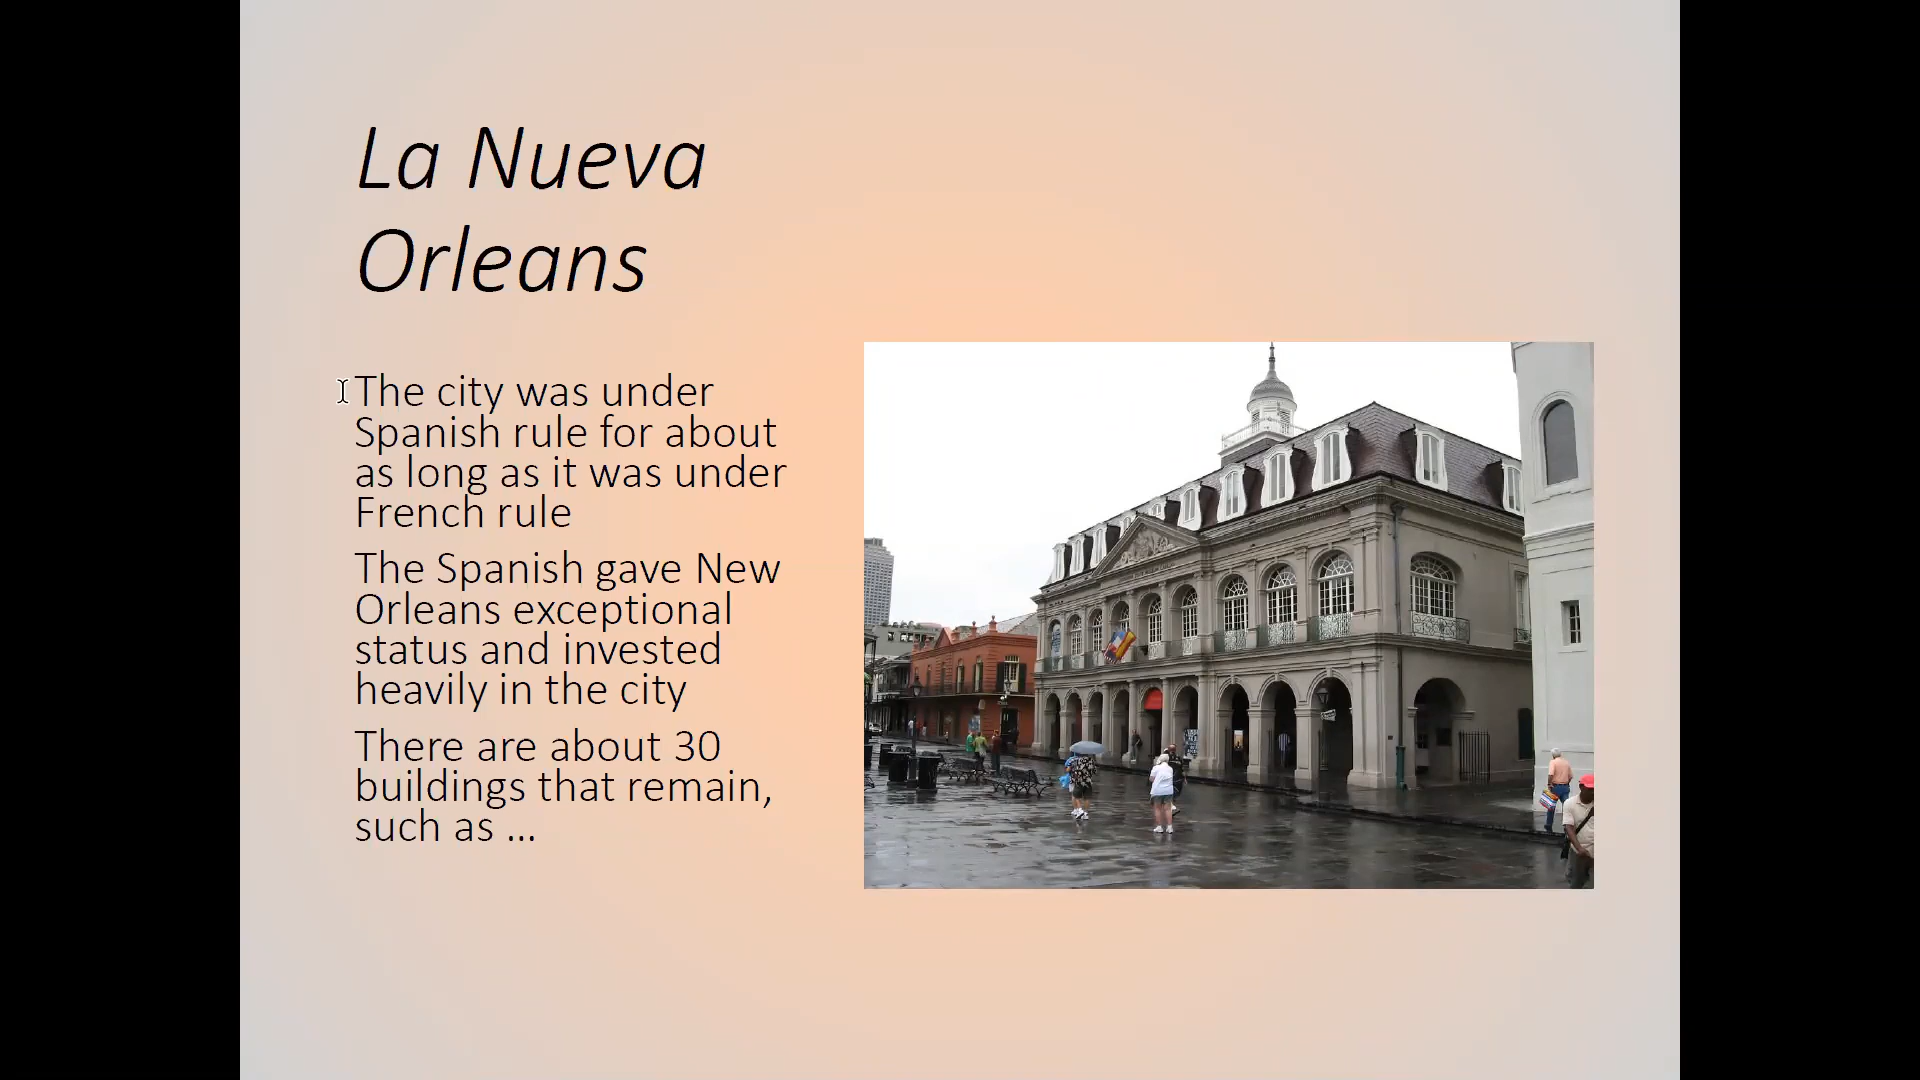 La Nueva
Orleans
The city was under
Spanish rule for about
as long as it was under
French rule
The Spanish gave New
Orleans exceptional
status and invested
heavily in the city
There are about 30
buildings that remain,
such as ...